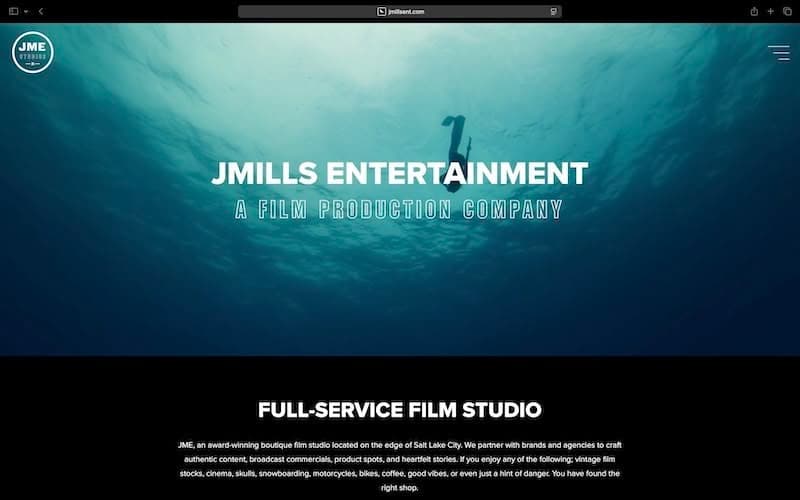 jmillsent.com
JME
STUDIOS
JMILLS ENTERTAINMENT
A FILM PRODUCTION COMPANY
FULL-SERVICE FILM STUDIO
JME, an award-winning boutique film studio located on the edge of Salt Lake City. We partner with brands and agencies to craft
authentic content, broadcast commercials, product spots, and heartfelt stories. If you enjoy any of the following; vintage film
stocks, cinema, skulls, snowboarding, motorcycles, bikes, coffee, good vibes, or even just a hint of danger. You have found the
right shop.